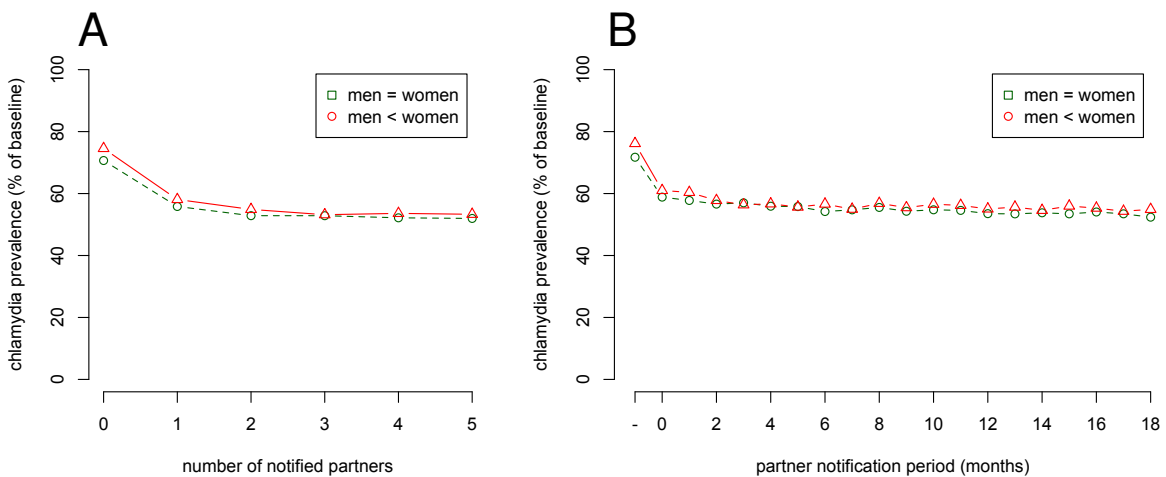 A
chlamydia prevalence (% of baseline)
100
80
60
40
20
0
men = women
men < women
0 1 2 3 4 5
number of notified partners
B
chlamydia prevalence (% of baseline)
100
80
60
40
20
0
men = women
men < women
- 0 2 4 6 8 10 12 14 16 18
partner notification period (months)